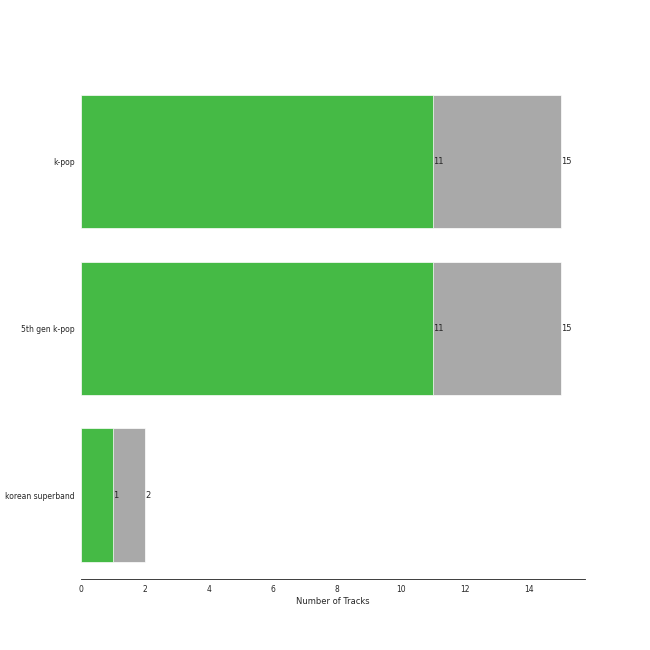 k-pop 11 15
5th gen k-pop 11 15
korean superband 1 2
0 2 4 6 8 10 12 14
Number of Tracks